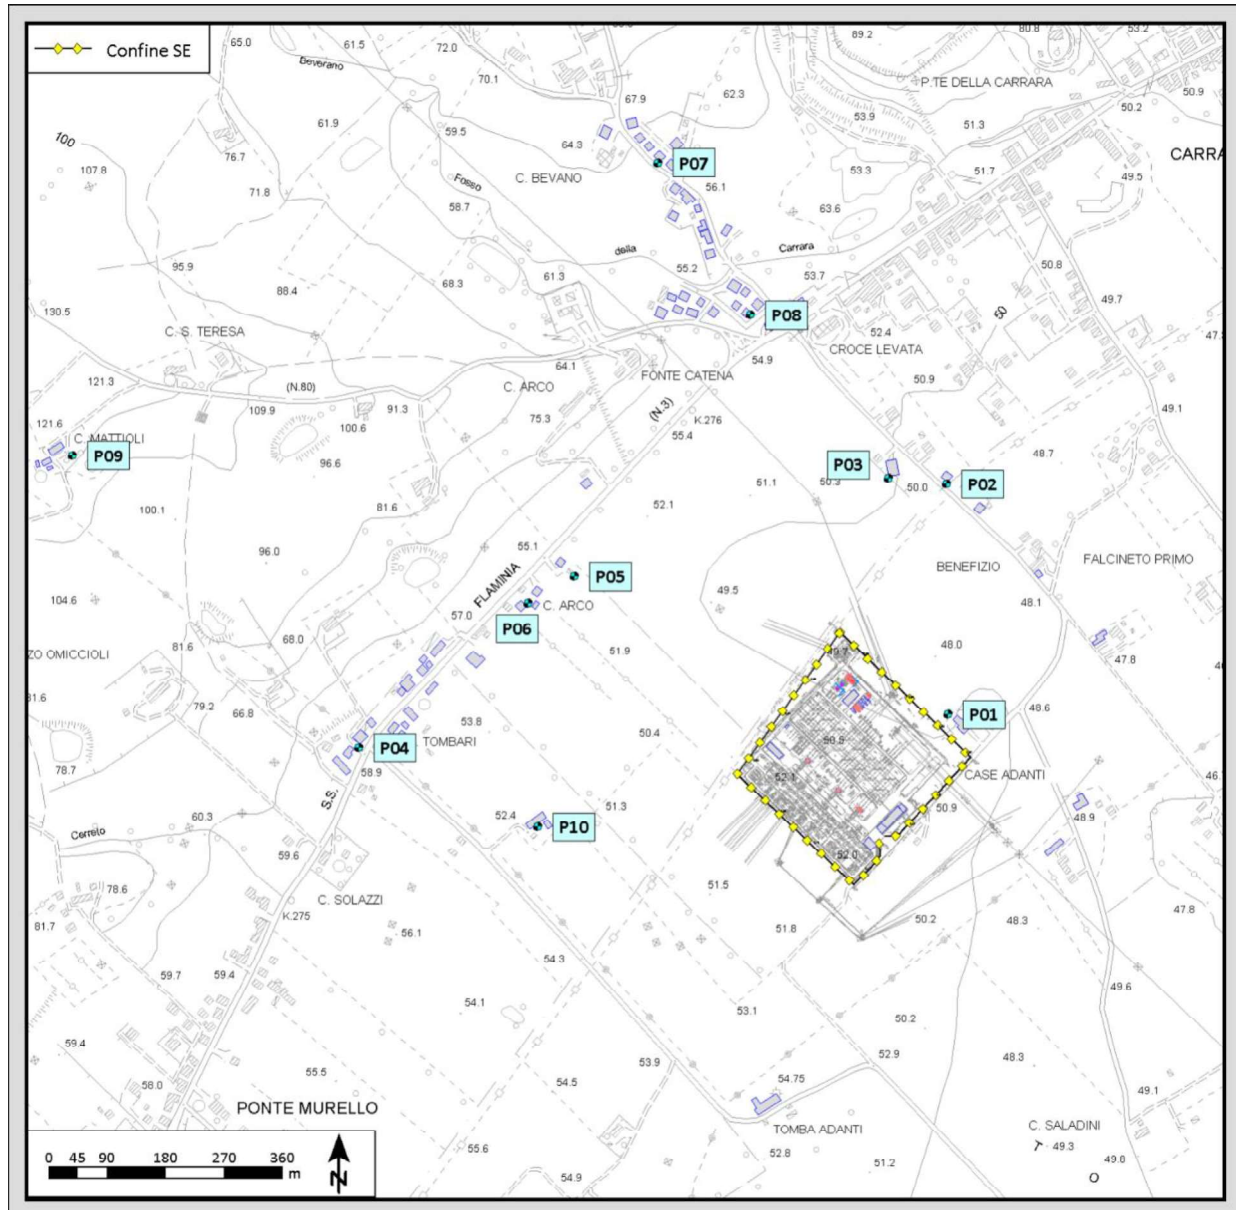 Confine SE
65.0
61.5
72.0
70.1
89.2
80.8
53.2
Beverano
P.TE DELLA CARRARA
50.9
50.2
67.9
62.3
53.9
51.3
61.9
59.5
100
76.7
64.3
P07
CARRA
107.8
C. BEVANO
53.3
51.7
49.5
Fosso
56.1
71.8
58.7
63.6
della
Carrara
50.8
95.9
55.2
53.7
61.3
68.3
88.4
49.7
130.5
P08
50
C. S. TERESA
52.4
47.
CROCE LEVATA
54.9
64.1
FONTE CATENA
121.3
(N.80)
C. ARCO
50.9
109.9
91.3
(N.3)
49.1
121.6
100.6
75.3
K.276
C. MATTIOLI
55.4
P09
96.6
P03
48.7
51.1
50.3
50.0
P02
100.1
81.6
52.1
96.0
55.1
FALCINETO PRIMO
BENEFIZIO
FLAMINIA
P05
49.5
104.6
C. ARCO
48.1
57.0
P06
68.0
81.6
48.0
ZO OMICCIOLI
51.9
49.7
47.8
31.6
79.2
66.8
P01
48.6
53.8
50.4
P04
TOMBARI
50.5
78.7
58.9
52.1
CASE ADANTI
46.
S.S.
51.3
50.9
60.3
52.4
P10
48.9
Cerreto
59.6
52.0
78.6
C. SOLAZZI
51.5
K.275
47.8
81.7
56.1
51.8
50.2
48.3
54.3
59.7
59.4
49.6
54.1
53.1
50.2
59.4
53.9
52.9
48.3
55.5
54.5
54.75
58.0
49.1
PONTE MURELLO
TOMBA ADANTI
C. SALADINI
49.3
55.6
52.8
51.2
49.0
54.9
0 45 90 180 270 360
m
N